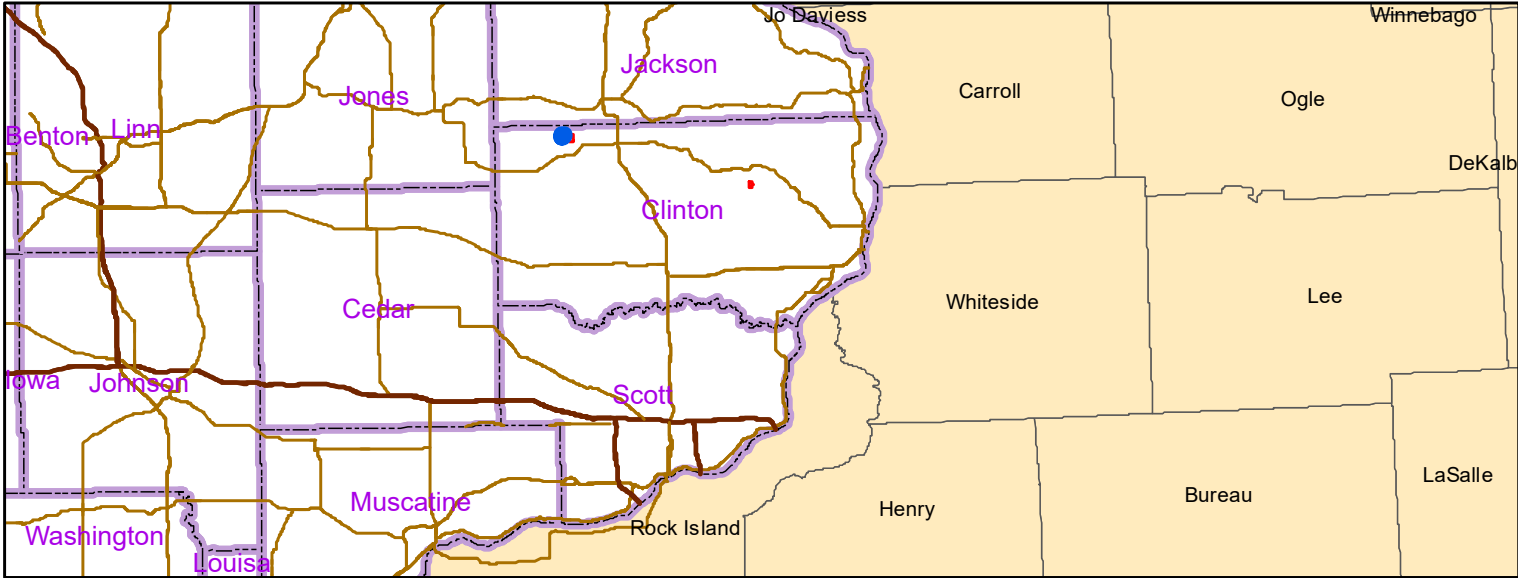 Jo Daviess
Winnebago
Jackson
Carroll
Jones
Ogle
Benton
Linn
DeKalb
Clinton
Whiteside
Lee
Cedar
Iowa
Johnson
Scott
LaSalle
Muscatine
Bureau
Henry
Rock Island
Washington
Louisa